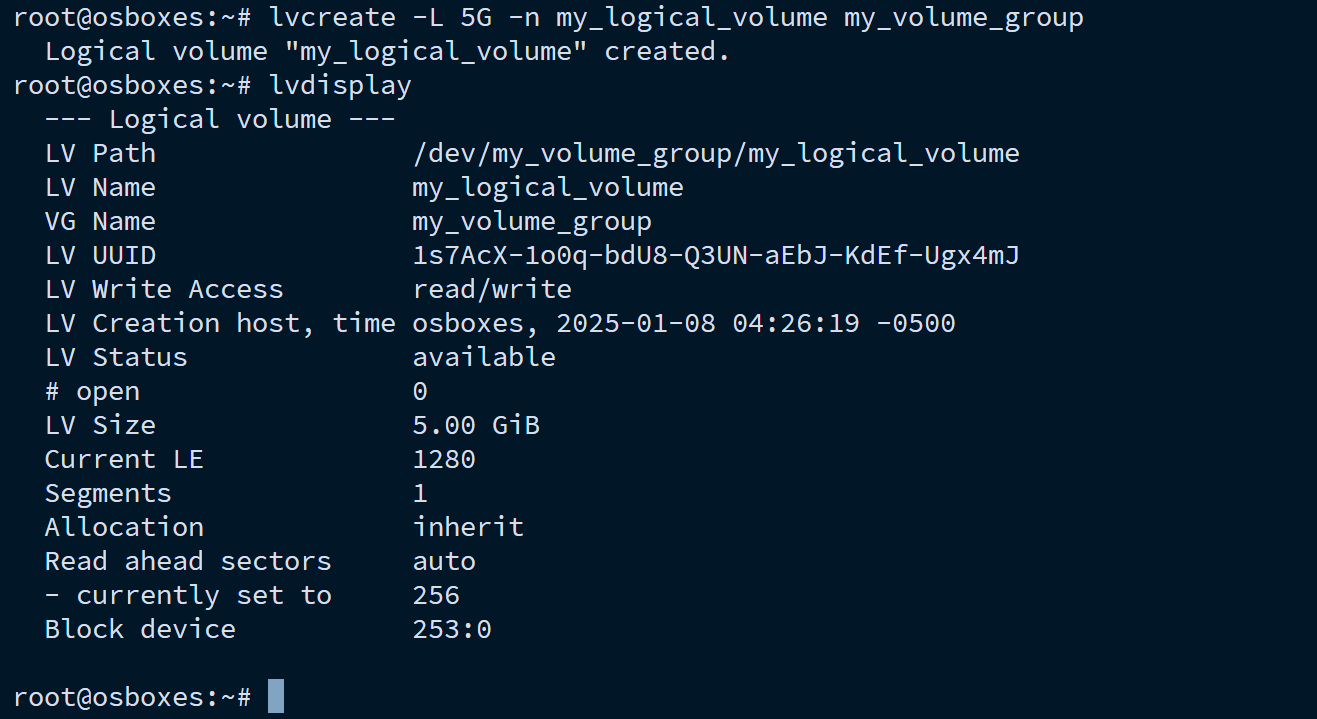 root@osboxes:~# lvcreate -L 5G -n my_logical_volume my_volume_group
  Logical volume "my_logical_volume" created.
root@osboxes:~# lvdisplay
  --- Logical volume ---
  LV Path                /dev/my_volume_group/my_logical_volume
  LV Name                my_logical_volume
  VG Name                my_volume_group
  LV UUID                1s7AcX-1o0q-bdU8-Q3UN-aEbJ-KdEf-Ugx4mJ
  LV Write Access        read/write
  LV Creation host, time osboxes, 2025-01-08 04:26:19 -0500
  LV Status              available
  # open                 0
  LV Size                5.00 GiB
  Current LE             1280
  Segments               1
  Allocation             inherit
  Read ahead sectors     auto
  - currently set to     256
  Block device           253:0
root@osboxes:~#